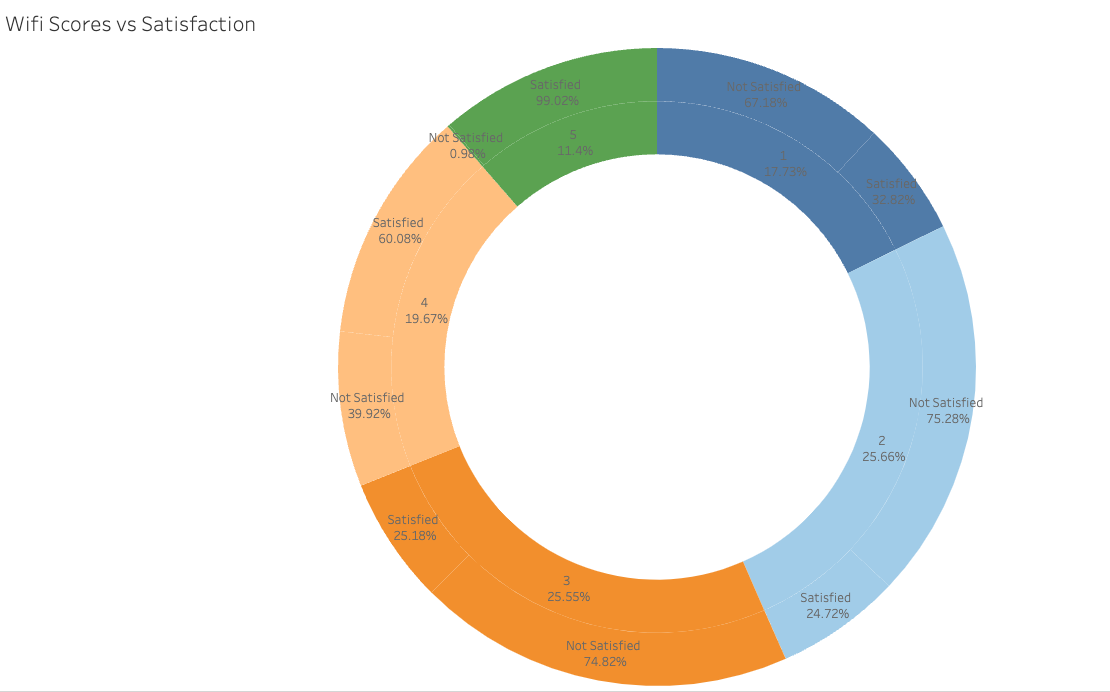 Wifi Scores vs Satisfaction
Satisfied
99.02%
Not Satisfied
67.18%
5
11.4%
Not Satisfied
0.98%
1
17.73%
Satisfied
32.82%
Satisfied
60.08%
4
19.67%
Not Satisfied
39.92%
Not Satisfied
75.28%
2
25.66%
Satisfied
25.18%
3
25.55%
Satisfied
24.72%
Not Satisfied
74.82%